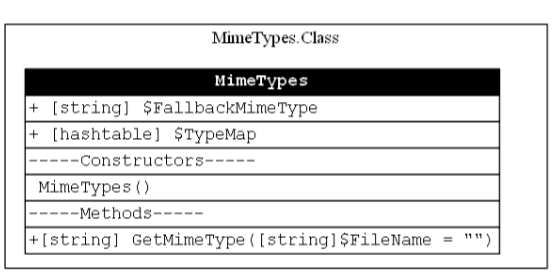 MimeTypes.Class
MimeTypes
+ [string] $FallbackMimeType
+ [hashtable] $TypeMap
-----Constructors-----
MimeTypes()
-----Methods-----
+[string] GetMimeType([string]$FileName = "")